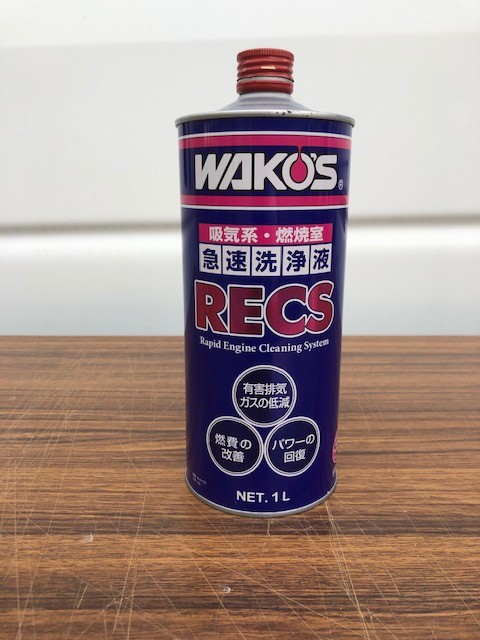 WAKO'S®
吸気系・燃焼室
急速洗浄液
RECS
Rapid Engine Cleaning System
有害排気
ガスの低減
燃費の
改善
パワーの
回復
NET. 1 L